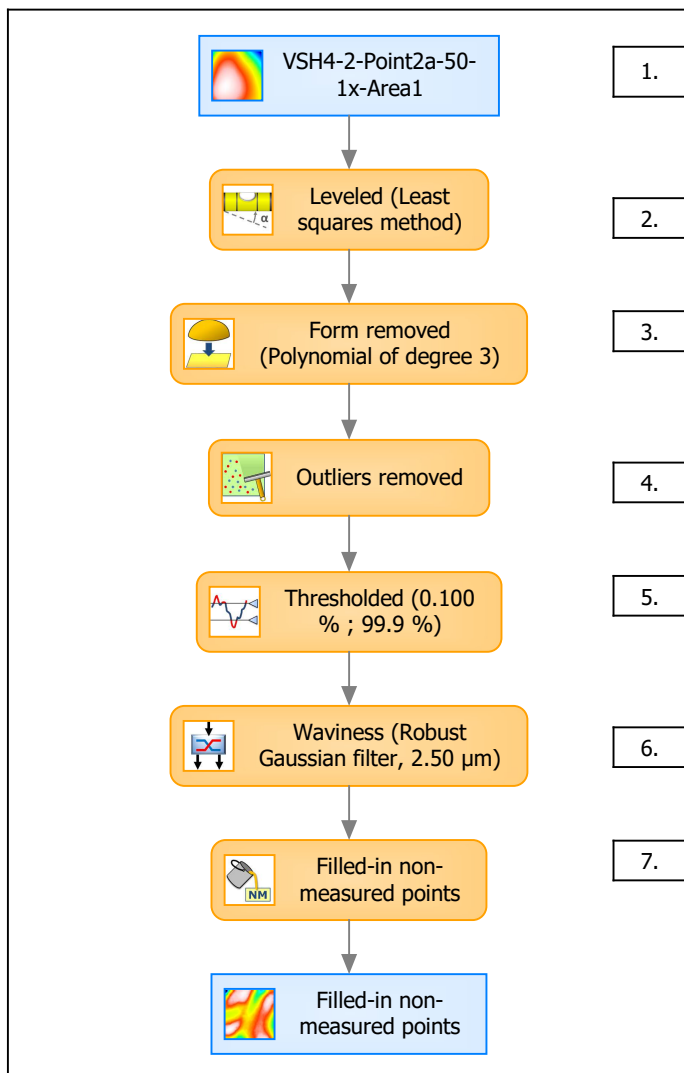 VSH4-2-Point2a-50-
1x-Area1
1.
α
Leveled (Least
squares method)
2.
Form removed
(Polynomial of degree 3)
3.
Outliers removed
4.
Thresholded (0.100
% ; 99.9 %)
5.
Waviness (Robust
Gaussian filter, 2.50 µm)
6.
Filled-in non-
measured points
NM
7.
Filled-in non-
measured points